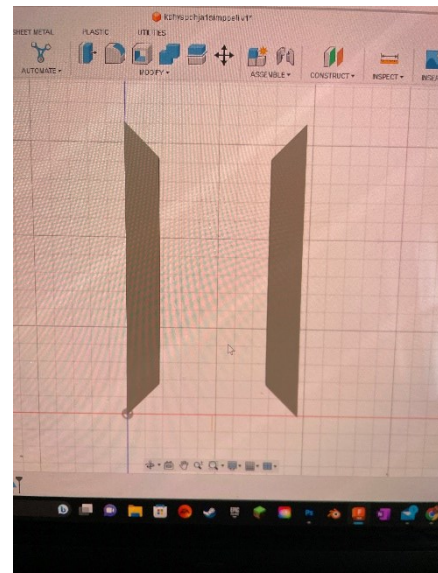 SHEET METAL PLASTIC UTILITIES
AUTOMATE MODIFY ASSEMBLE CONSTRUCT INSPECT